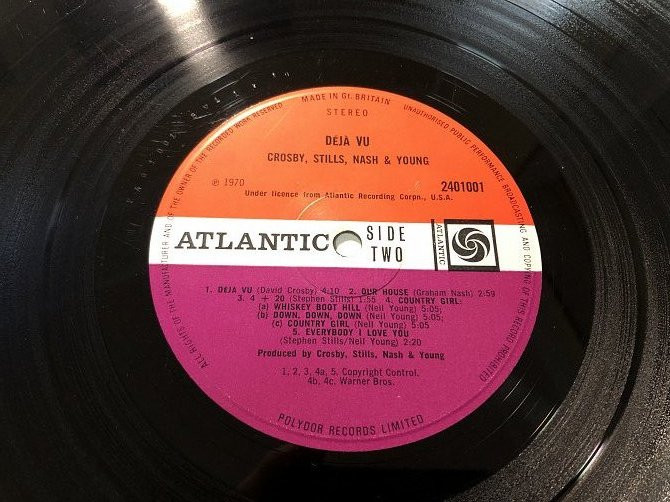 MADE IN Gt. BRITAIN
STEREO
DEJÀ VU
CROSBY, STILLS, NASH & YOUNG
℗ 1970
2401001
Under licence from Atlantic Recording Corpn., U.S.A.
ATLANTIC
SIDE
TWO
ATLANTIC
1. DEJA VU (David Crosby) 4:10 2. OUR HOUSE (Graham Nash) 2:59
3. 4 + 20 (Stephen Stills) 1:55 4. COUNTRY GIRL:
(a) WHISKEY BOOT HILL (Neil Young) 5:05;
(b) DOWN, DOWN, DOWN (Neil Young) 5:05;
(c) COUNTRY GIRL (Neil Young) 5:05
5. EVERYBODY I LOVE YOU
(Stephen Stills/Neil Young) 2:20
Produced by Crosby, Stills, Nash & Young
1, 2, 3, 4a, 5. Copyright Control.
4b, 4c. Warner Bros.
POLYDOR RECORDS LIMITED
ALL RIGHTS OF THE MANUFACTURER AND OF THE OWNER OF THE RECORDED WORK RESERVED
UNAUTHORISED PUBLIC PERFORMANCE BROADCASTING AND COPYING OF THIS RECORD PROHIBITED